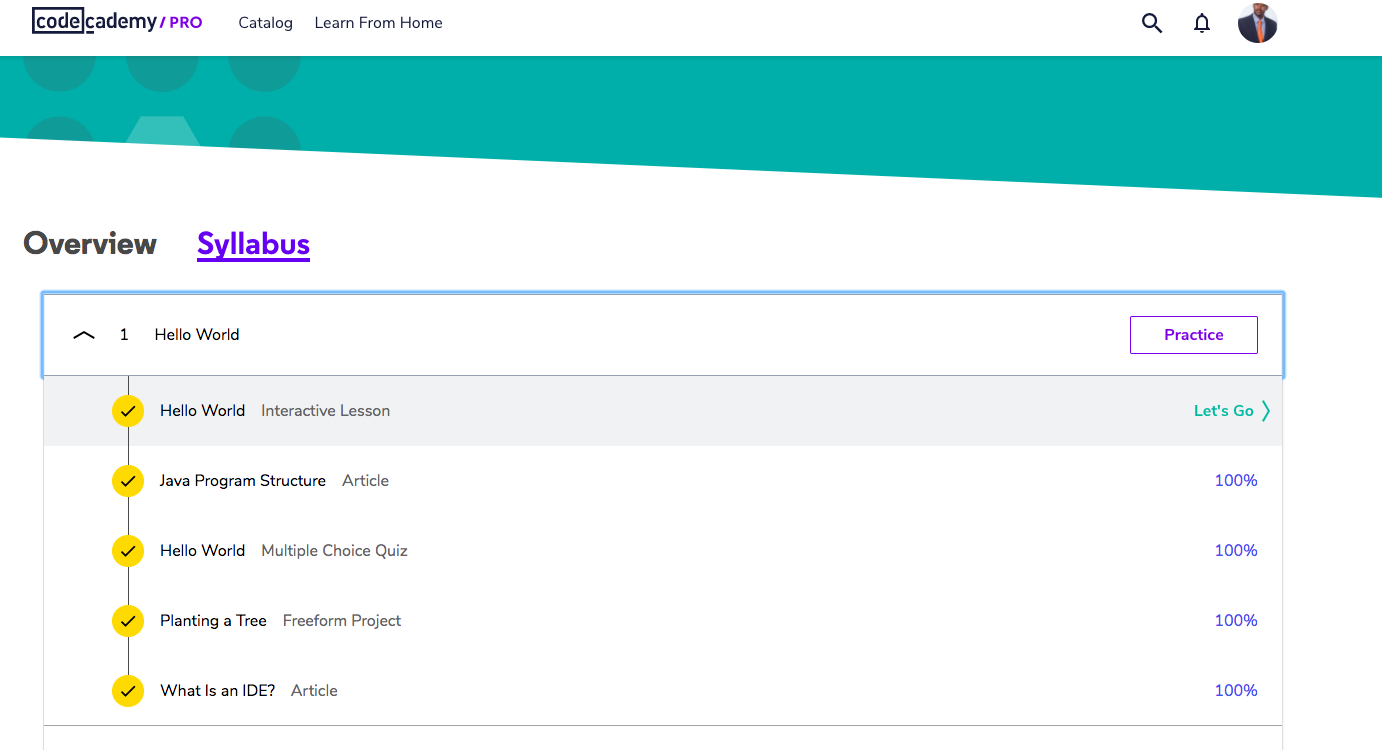 codecademy / PRO Catalog Learn From Home
Overview Syllabus
1 Hello World Practice
Hello World Interactive Lesson Let's Go
Java Program Structure Article 100%
Hello World Multiple Choice Quiz 100%
Planting a Tree Freeform Project 100%
What Is an IDE? Article 100%